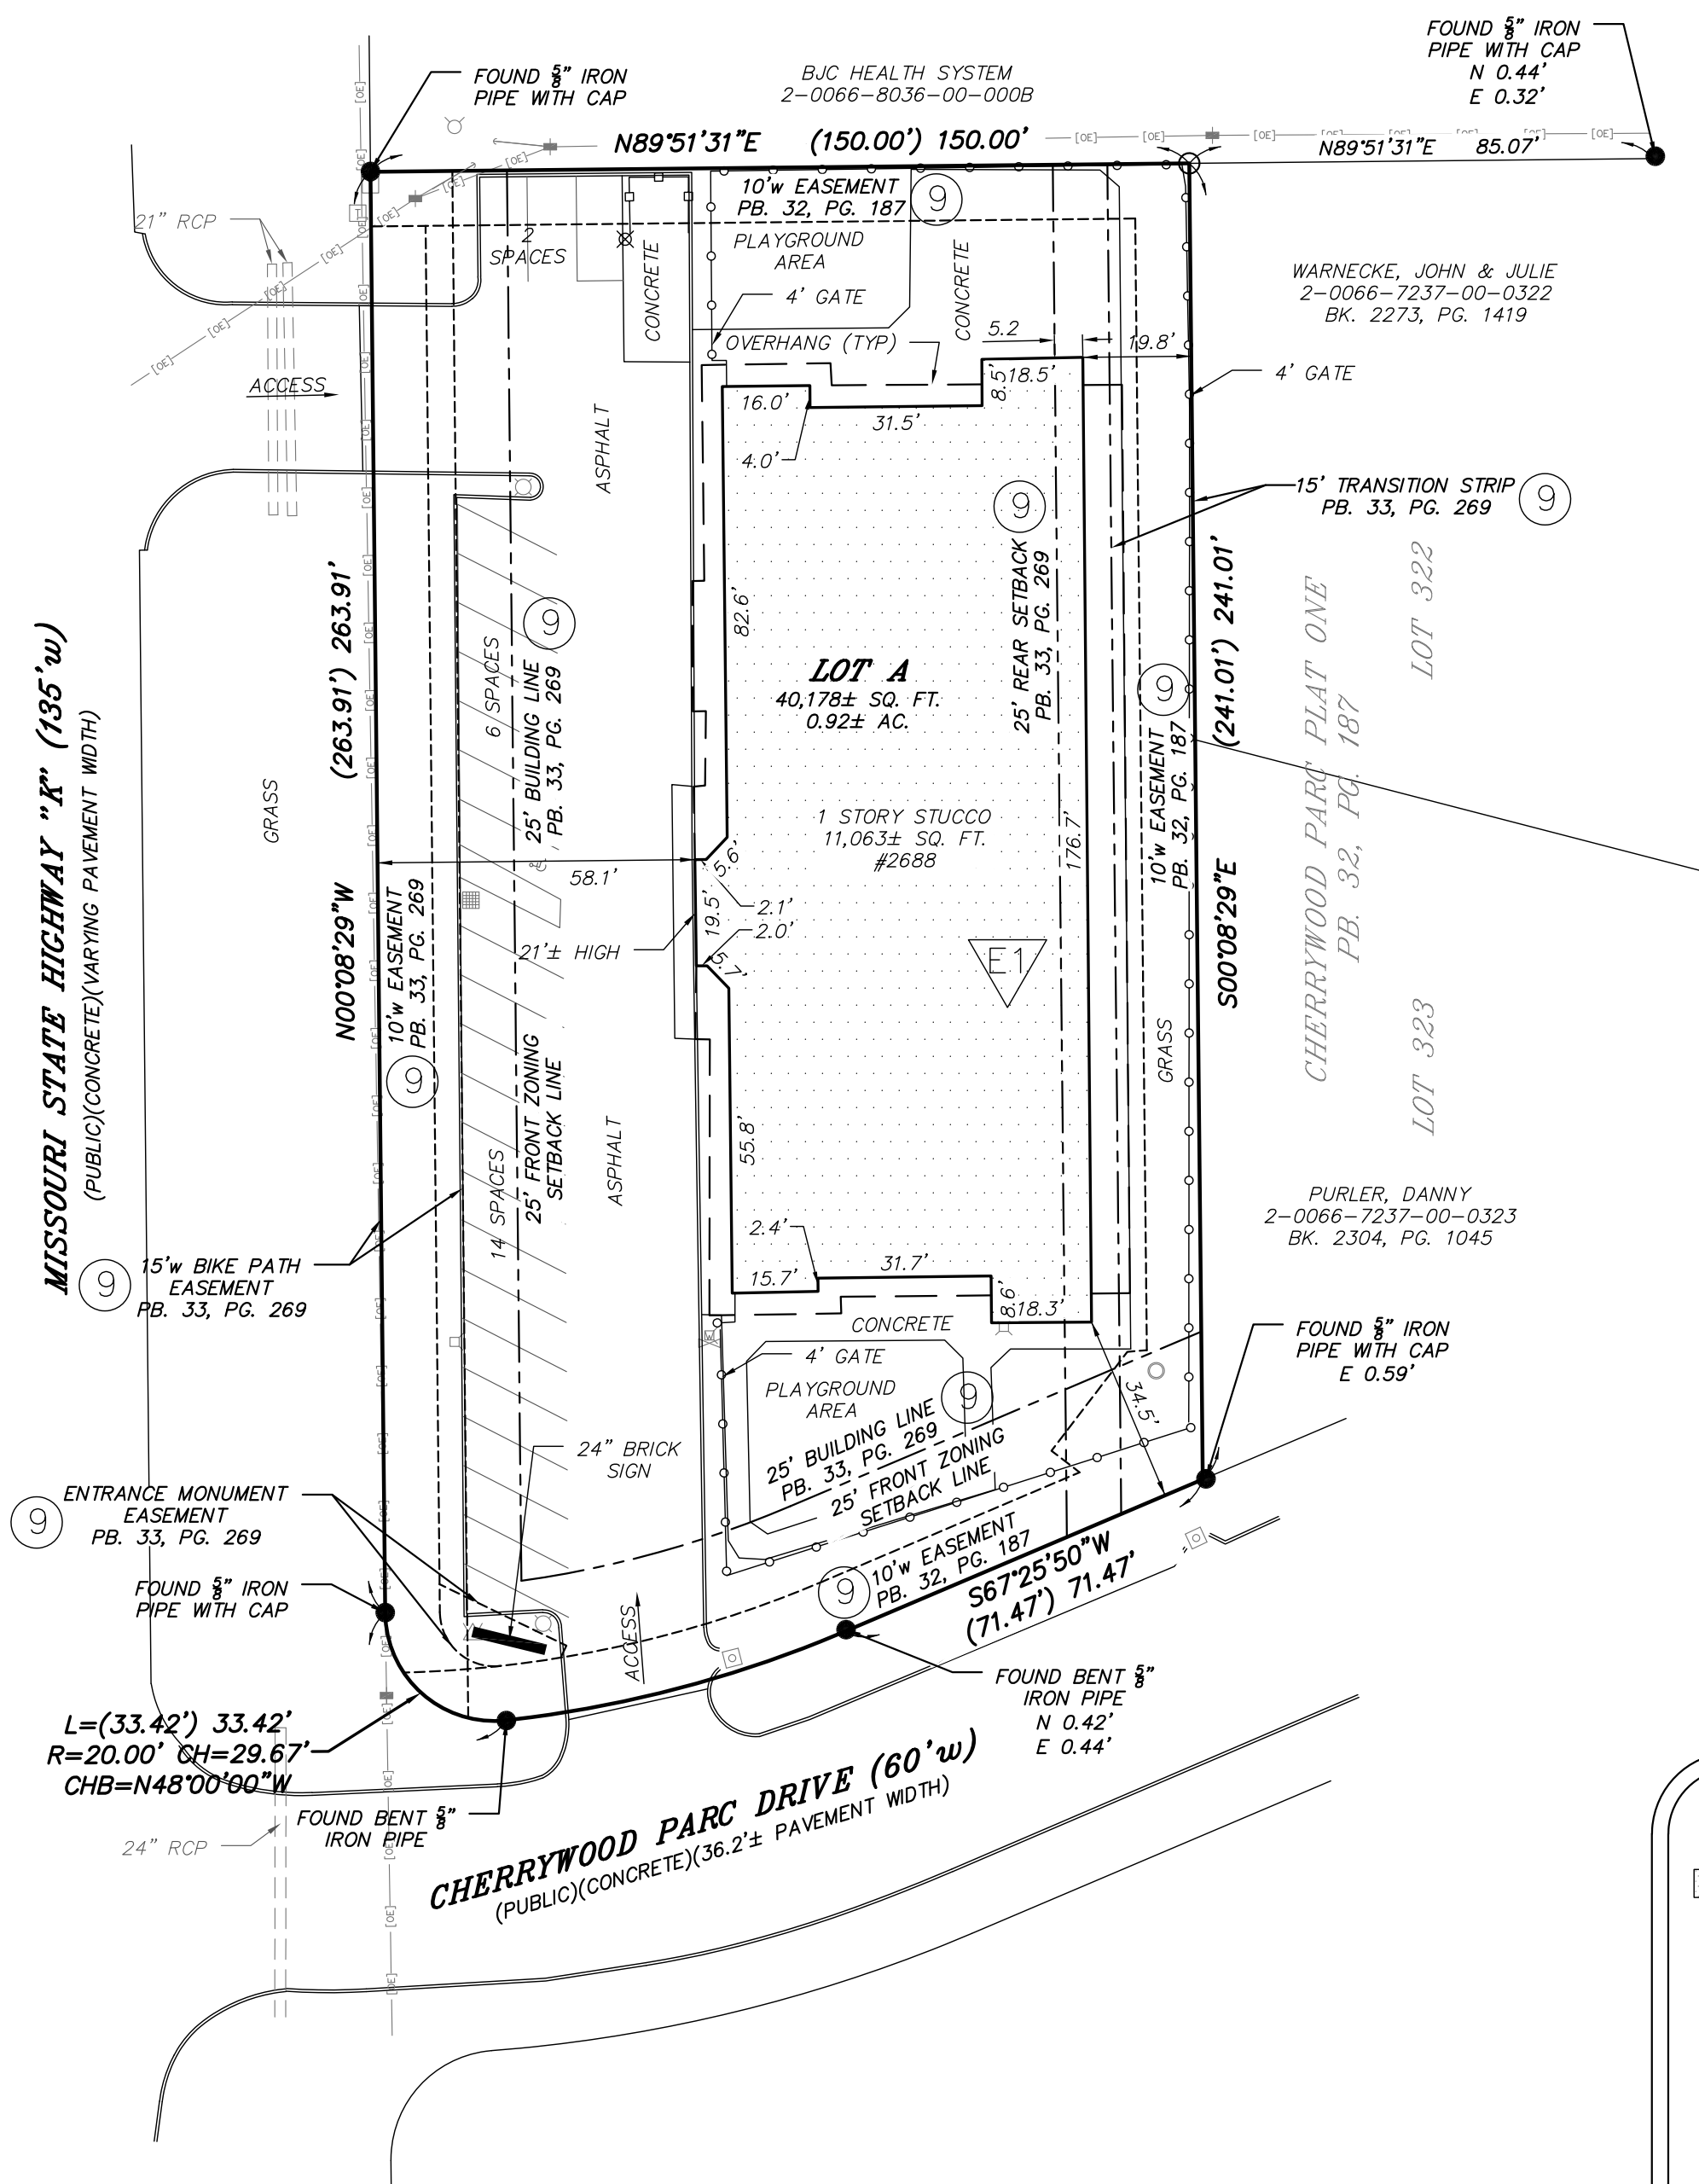 FOUND 5/8" IRON
PIPE WITH CAP
BJC HEALTH SYSTEM
2-0066-8036-00-000B
FOUND 5/8" IRON
PIPE WITH CAP
N 0.44'
E 0.32'
N89°51'31"E (150.00') 150.00'
N89°51'31"E 85.07'
[OE]
21" RCP
2
SPACES
CONCRETE
10'w EASEMENT
PB. 32, PG. 187
9
PLAYGROUND
AREA
4' GATE
CONCRETE
OVERHANG (TYP)
5.2
19.8'
WARNECKE, JOHN & JULIE
2-0066-7237-00-0322
BK. 2273, PG. 1419
4' GATE
ACCESS
ASPHALT
16.0'
4.0'
31.5'
8.5'
18.5'
9
15' TRANSITION STRIP
PB. 33, PG. 269
9
MISSOURI STATE HIGHWAY "K" (135'w)
(PUBLIC)(CONCRETE)(VARYING PAVEMENT WIDTH)
GRASS
(263.91') 263.91'
N00°08'29"W
6 SPACES
9
25' BUILDING LINE
PB. 33, PG. 269
82.6'
LOT A
40,178± SQ. FT.
0.92± AC.
25' REAR SETBACK
PB. 33, PG. 269
9
10'w EASEMENT
PB. 32, PG. 187
(241.01') 241.01'
S00°08'29"E
CHERRYWOOD PARC PLAT ONE
PB. 32, PG. 187
LOT 322
LOT 323
1 STORY STUCCO
11,063± SQ. FT.
#2688
176.7'
58.1'
5.6'
2.1'
19.5'
2.0'
5.7'
21'± HIGH
E1
10'w EASEMENT
PB. 33, PG. 269
9
25' FRONT ZONING
SETBACK LINE
14 SPACES
ASPHALT
55.8'
GRASS
PURLER, DANNY
2-0066-7237-00-0323
BK. 2304, PG. 1045
9
15'w BIKE PATH
EASEMENT
PB. 33, PG. 269
2.4'
15.7'
31.7'
8.6'
18.3'
W
CONCRETE
4' GATE
PLAYGROUND
AREA
9
34.5'
FOUND 5/8" IRON
PIPE WITH CAP
E 0.59'
25' BUILDING LINE
PB. 33, PG. 269
25' FRONT ZONING
SETBACK LINE
24" BRICK
SIGN
9
ENTRANCE MONUMENT
EASEMENT
PB. 33, PG. 269
FOUND 5/8" IRON
PIPE WITH CAP
9
10'w EASEMENT
PB. 32, PG. 187
S67°25'50"W
(71.47') 71.47'
ACCESS
FOUND BENT 5/8"
IRON PIPE
N 0.42'
E 0.44'
L=(33.42') 33.42'
R=20.00' CH=29.67'
CHB=N48°00'00"W
FOUND BENT 5/8"
IRON PIPE
24" RCP
CHERRYWOOD PARC DRIVE (60'w)
(PUBLIC)(CONCRETE)(36.2'± PAVEMENT WIDTH)